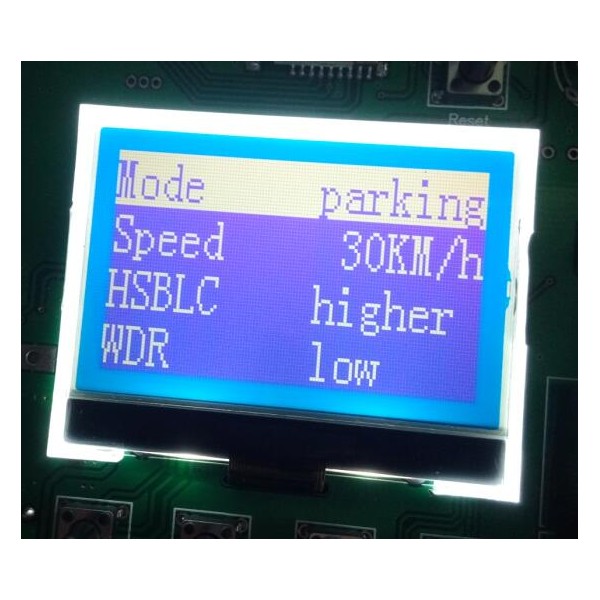 Reset
Mode parking
Speed 30KM/h
HSBLC higher
WDR low